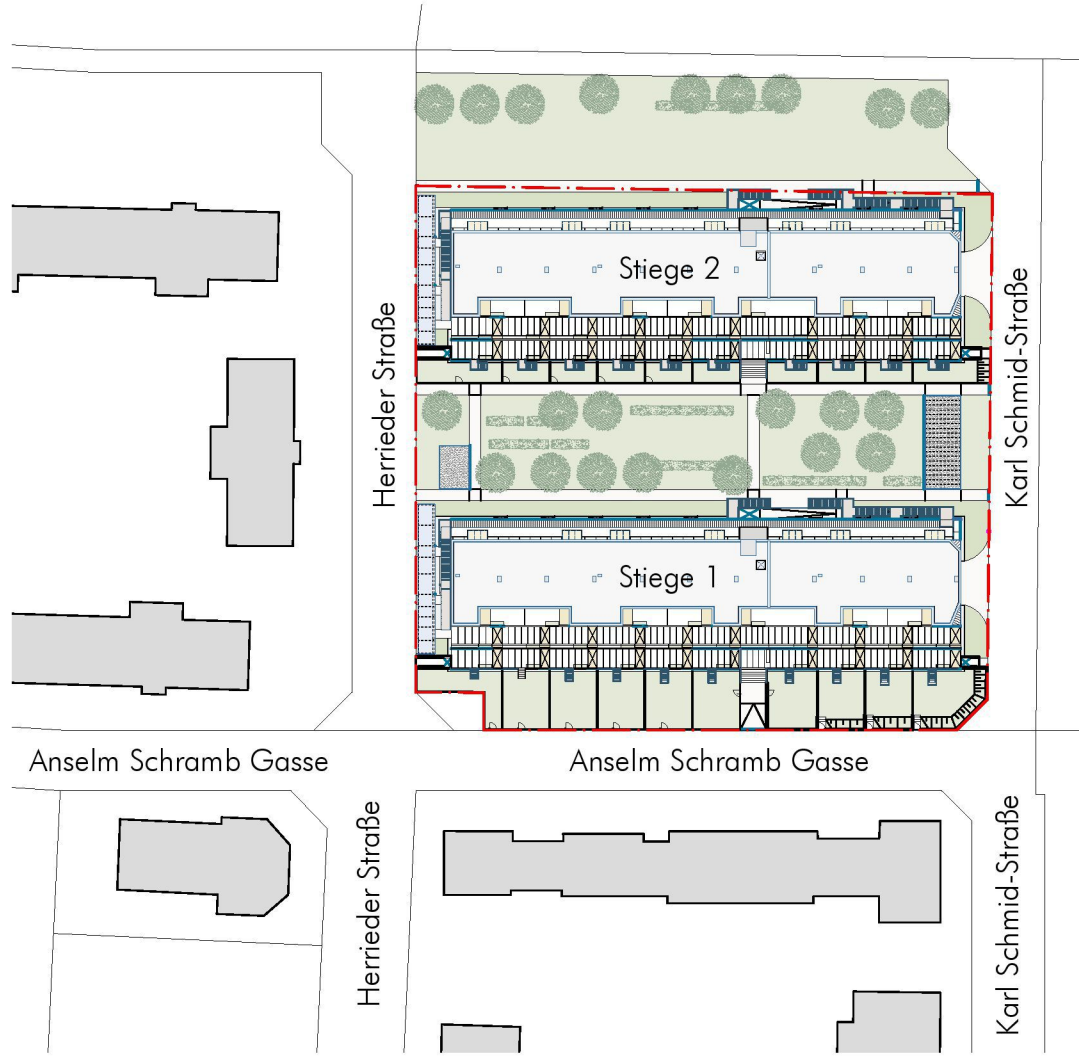 Stiege 2
Herrieder Straße
Karl Schmid-Straße
Stiege 1
Anselm Schramb Gasse
Anselm Schramb Gasse
Herrieder Straße
Karl Schmid-Straße